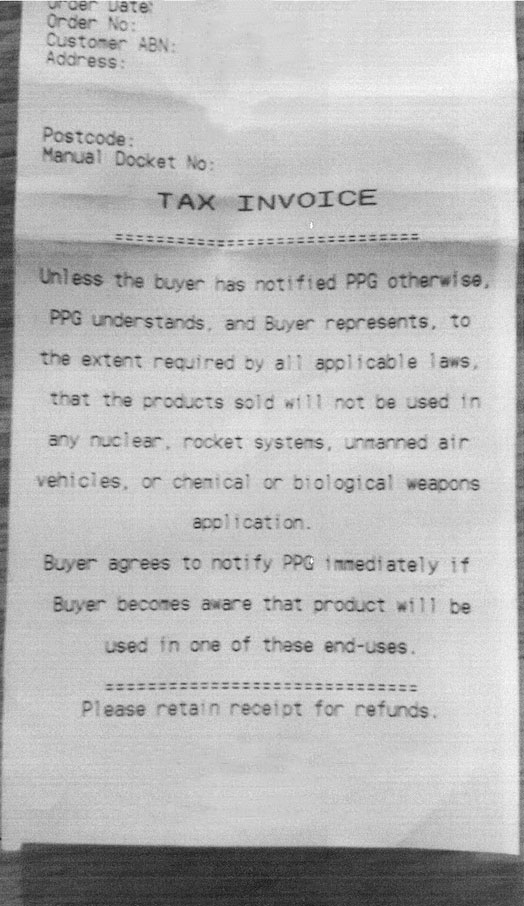 Order Date:
Order No:
Customer ABN:
Address:
Postcode:
Manual Docket No:
TAX INVOICE
==============================
Unless the buyer has notified PPG otherwise,
PPG understands, and Buyer represents, to
the extent required by all applicable laws,
that the products sold will not be used in
any nuclear, rocket systems, unmanned air
vehicles, or chemical or biological weapons
application.
Buyer agrees to notify PPG immediately if
Buyer becomes aware that product will be
used in one of these end-uses.
==============================
Please retain receipt for refunds.